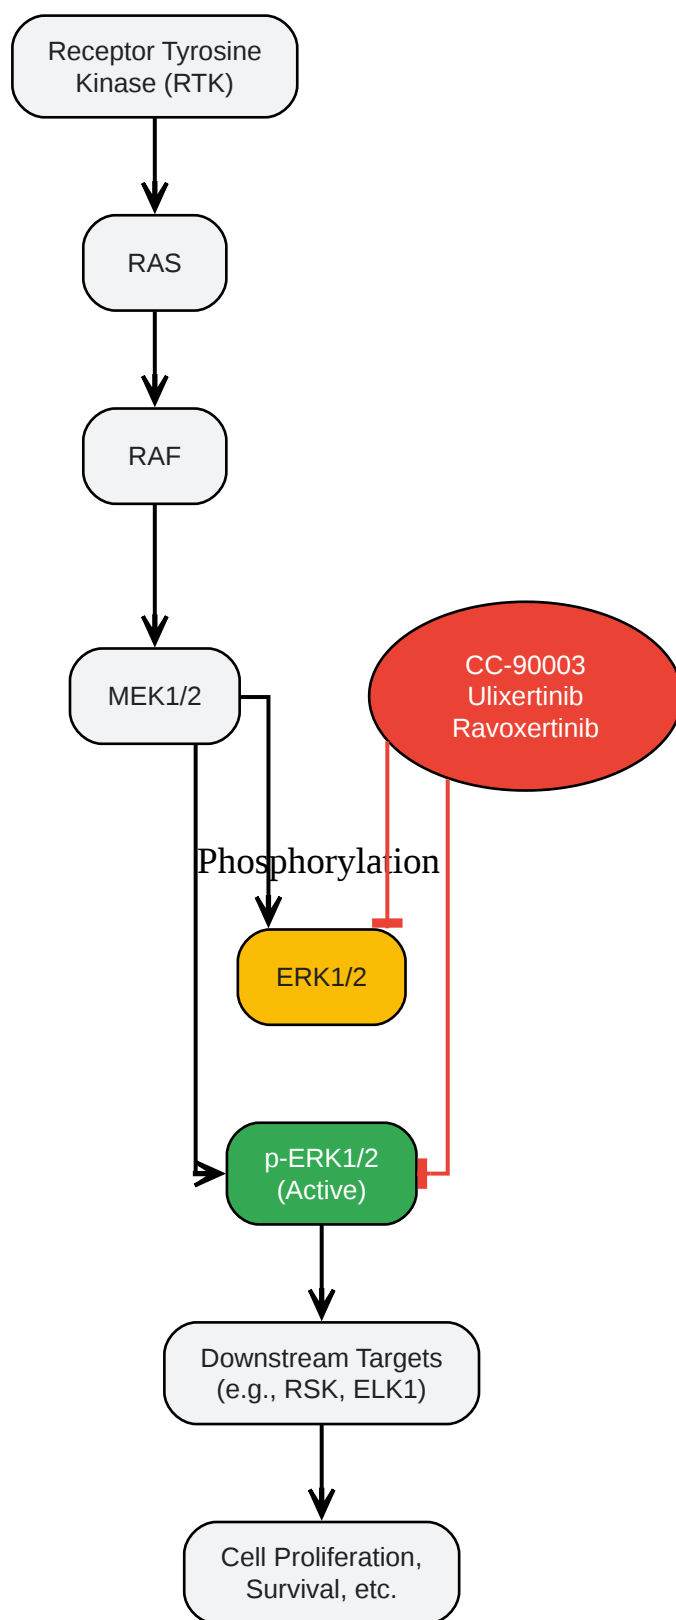 Receptor Tyrosine
Kinase (RTK)
RAS
RAF
MEK1/2
CC-90003
Ulixertinib
Ravoxertinib
Phosphorylation
ERK1/2
p-ERK1/2
(Active)
Downstream Targets
(e.g., RSK, ELK1)
Cell Proliferation,
Survival, etc.